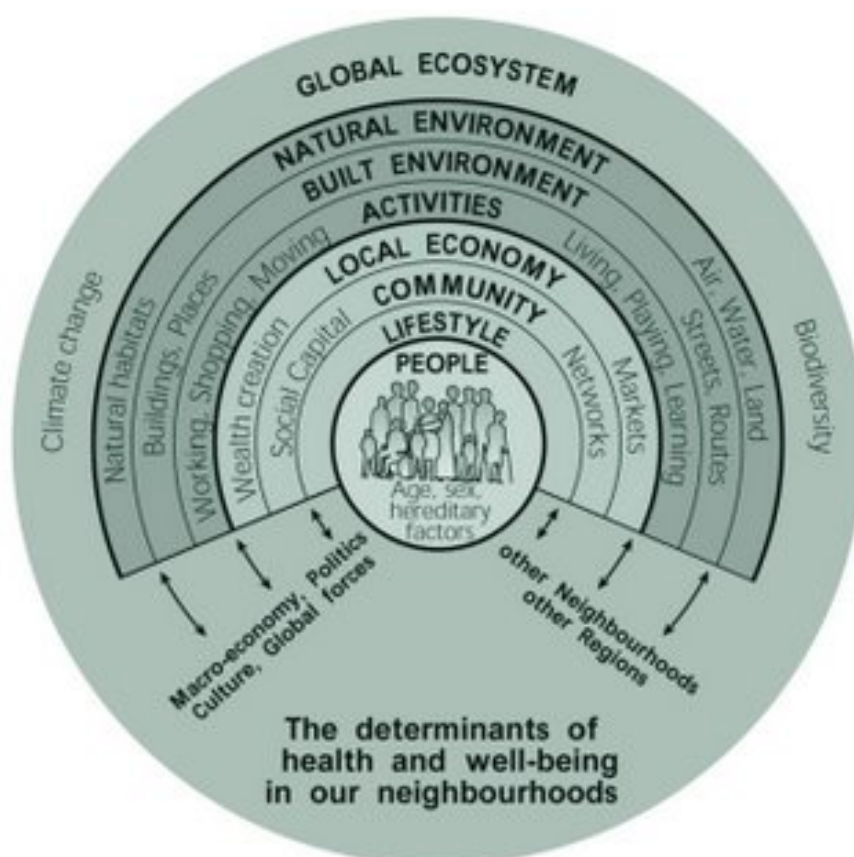 GLOBAL ECOSYSTEM
NATURAL ENVIRONMENT
BUILT ENVIRONMENT
ACTIVITIES
LOCAL ECONOMY
COMMUNITY
LIFESTYLE
PEOPLE
Age, sex,
hereditary
factors
Climate change
Natural habitats
Buildings, Places
Working, Shopping, Moving
Wealth creation
Social Capital
Networks
Markets
Living, Playing, Learning
Streets, Routes
Air, Water, Land
Biodiversity
Macro-economy, Politics
Culture, Global forces
other Neighbourhoods
other Regions
The determinants of
health and well-being
in our neighbourhoods